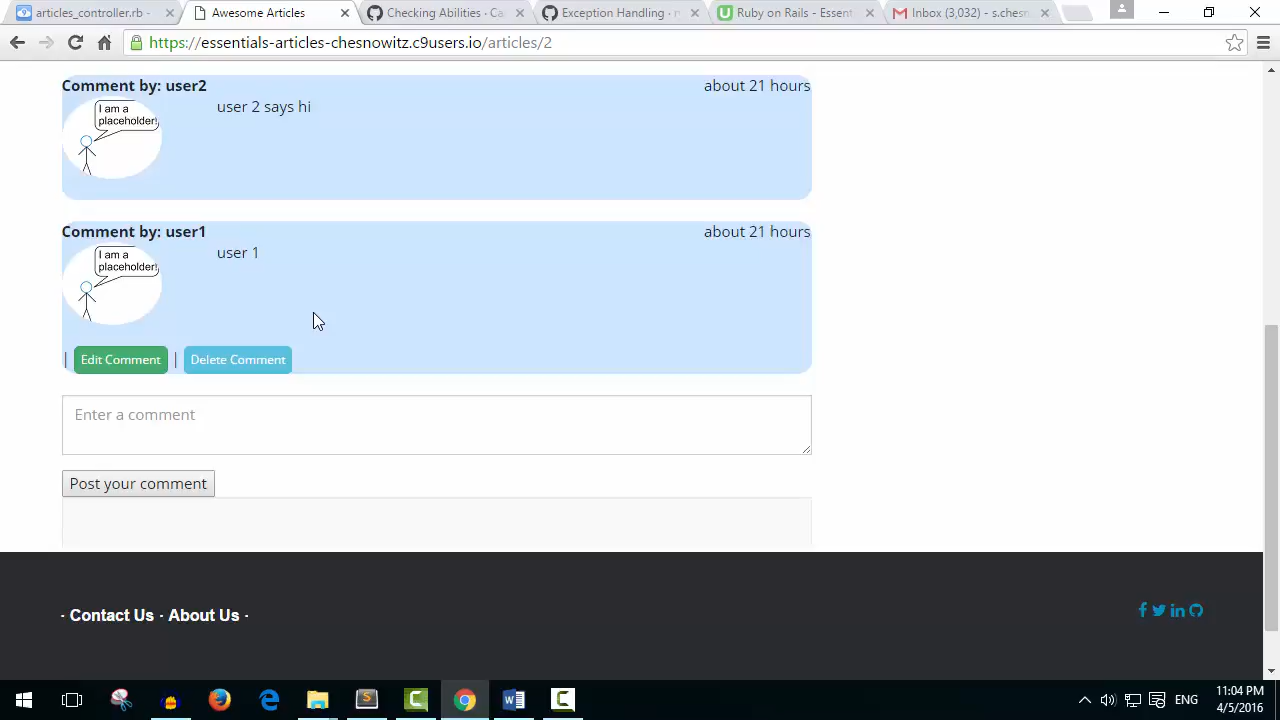 articles_controller.rb -
Awesome Articles
Checking Abilities · Ca
Exception Handling · r
Ruby on Rails - Essent
Inbox (3,032) - s.chesn
https://essentials-articles-chesnowitz.c9users.io/articles/2
Comment by: user2
about 21 hours
I am a
placeholder!
user 2 says hi
Comment by: user1
about 21 hours
I am a
placeholder!
user 1
| Edit Comment | Delete Comment
Enter a comment
Post your comment
· Contact Us · About Us ·
ENG
11:04 PM
4/5/2016